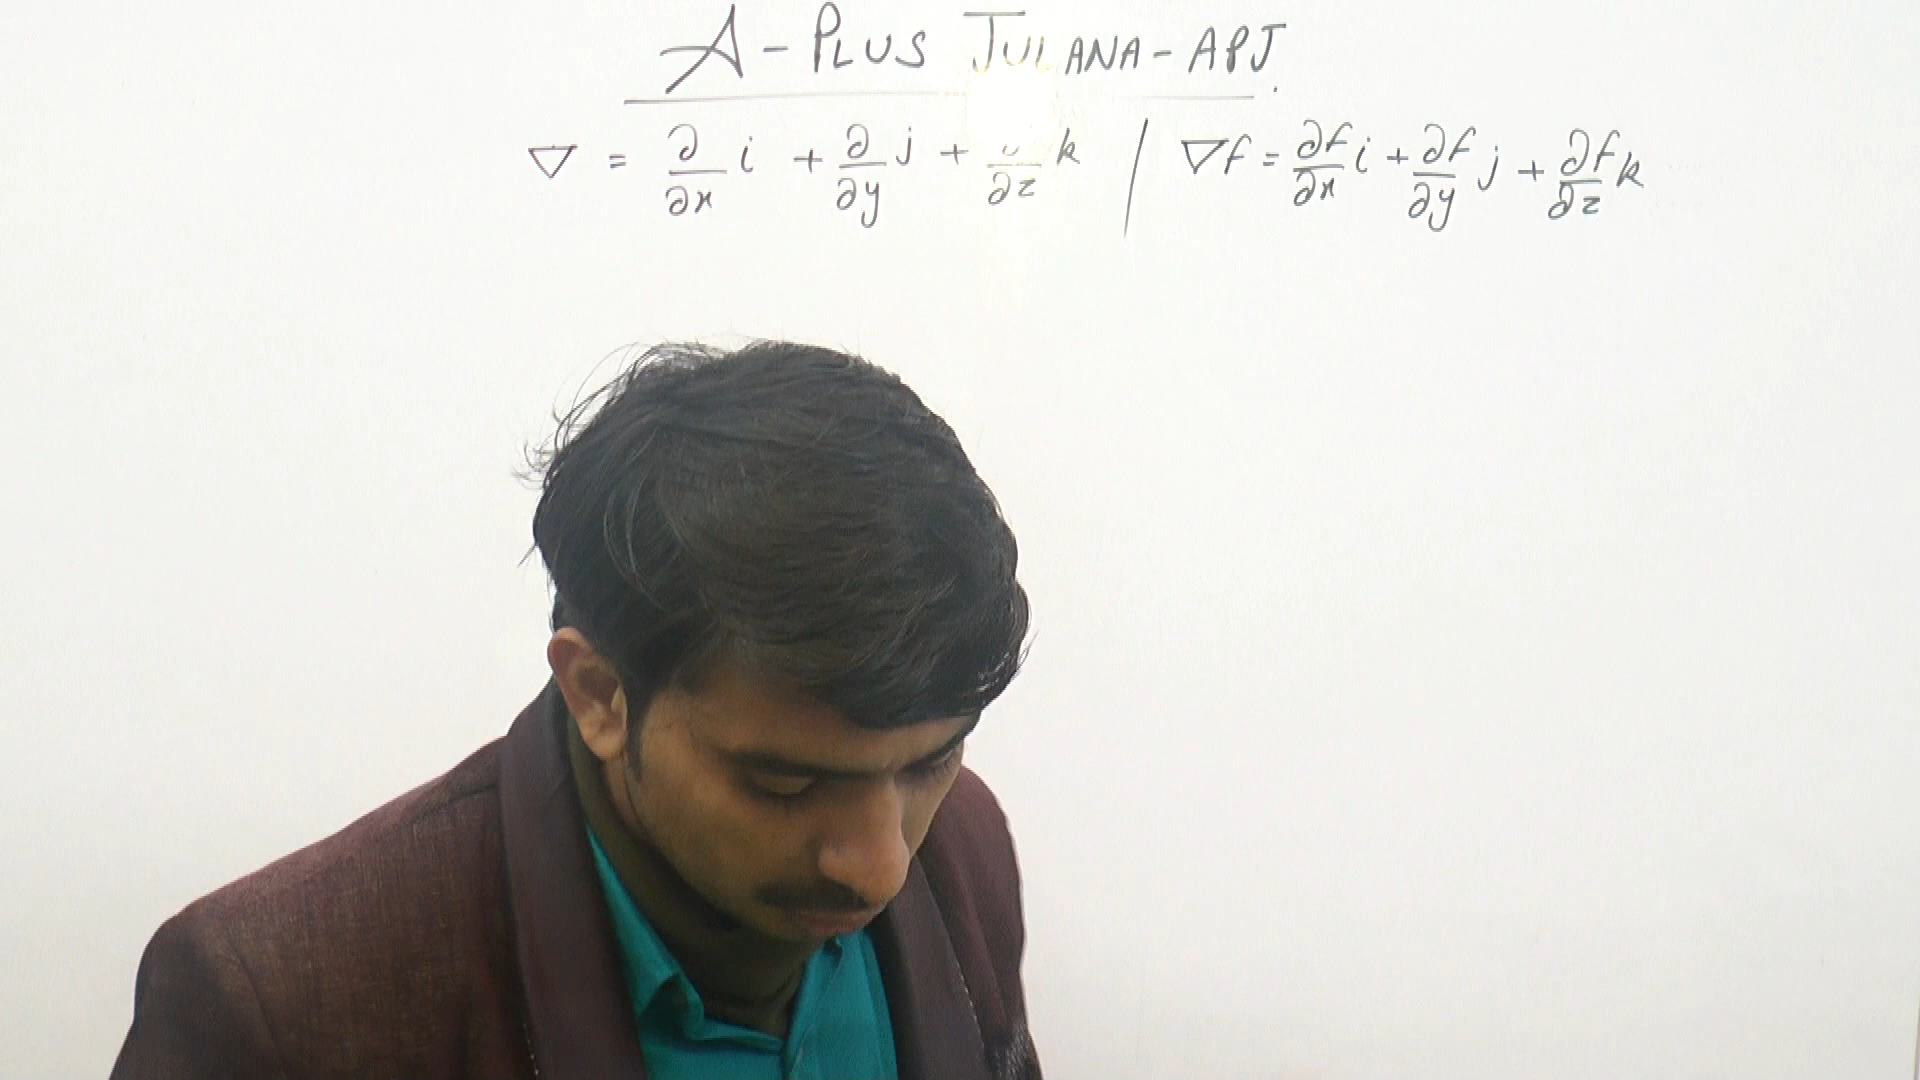 A-PLUS JULANA-APJ.
∇ = ∂/∂x i + ∂/∂y j + ∂/∂z k | ∇f = ∂f/∂x i + ∂f/∂y j + ∂f/∂z k